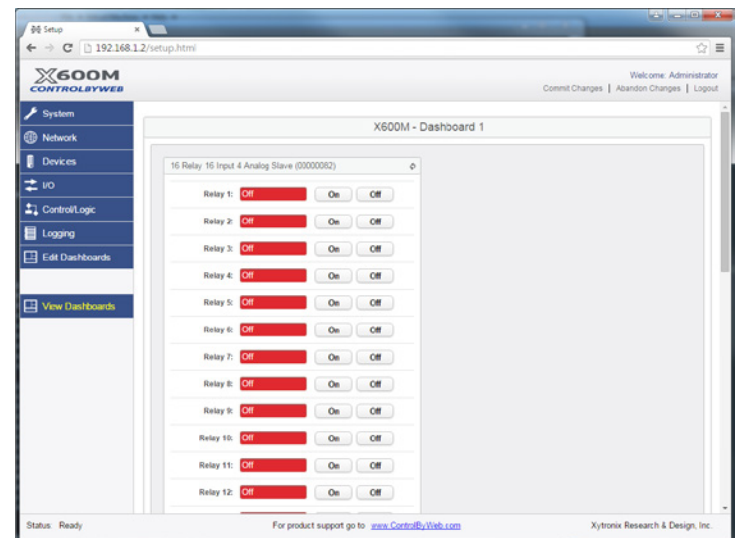 Setup
192.168.1.2/setup.html
X600M
CONTROLBYWEB
Welcome: Administrator
Commit Changes | Abandon Changes | Logout
System
Network
Devices
I/O
Control/Logic
Logging
Edit Dashboards
View Dashboards
X600M - Dashboard 1
16 Relay 16 Input 4 Analog Slave (00000082)
Relay 1: Off On Off
Relay 2: Off On Off
Relay 3: Off On Off
Relay 4: Off On Off
Relay 5: Off On Off
Relay 6: Off On Off
Relay 7: Off On Off
Relay 8: Off On Off
Relay 9: Off On Off
Relay 10: Off On Off
Relay 11: Off On Off
Relay 12: Off On Off
Status: Ready
For product support go to www.ControlByWeb.com
Xytronix Research & Design, Inc.